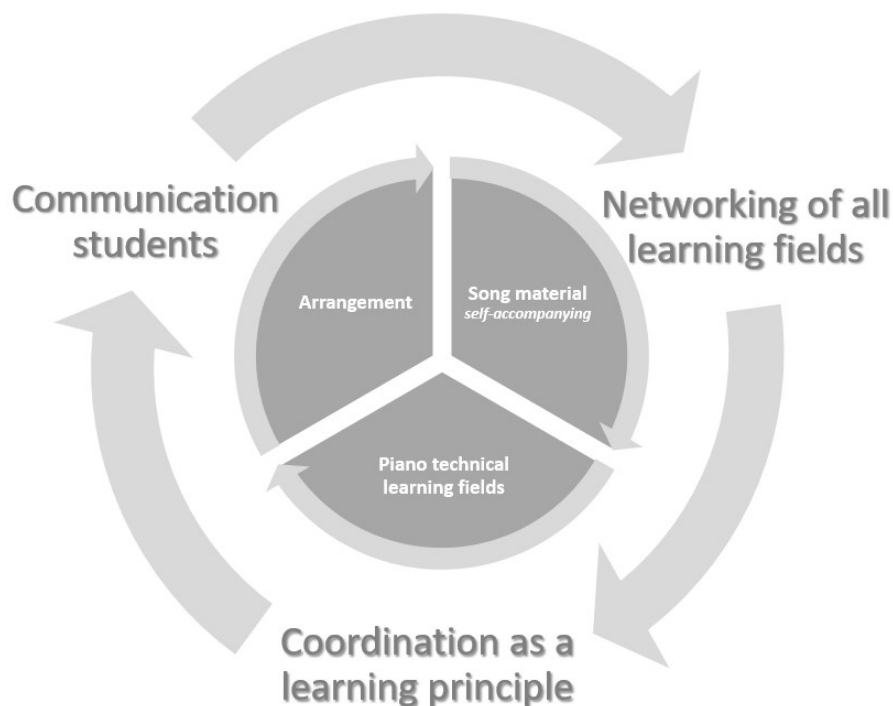 Communication
students
Networking of all
learning fields
Arrangement
Song material
self-accompanying
Piano technical
learning fields
Coordination as a
learning principle